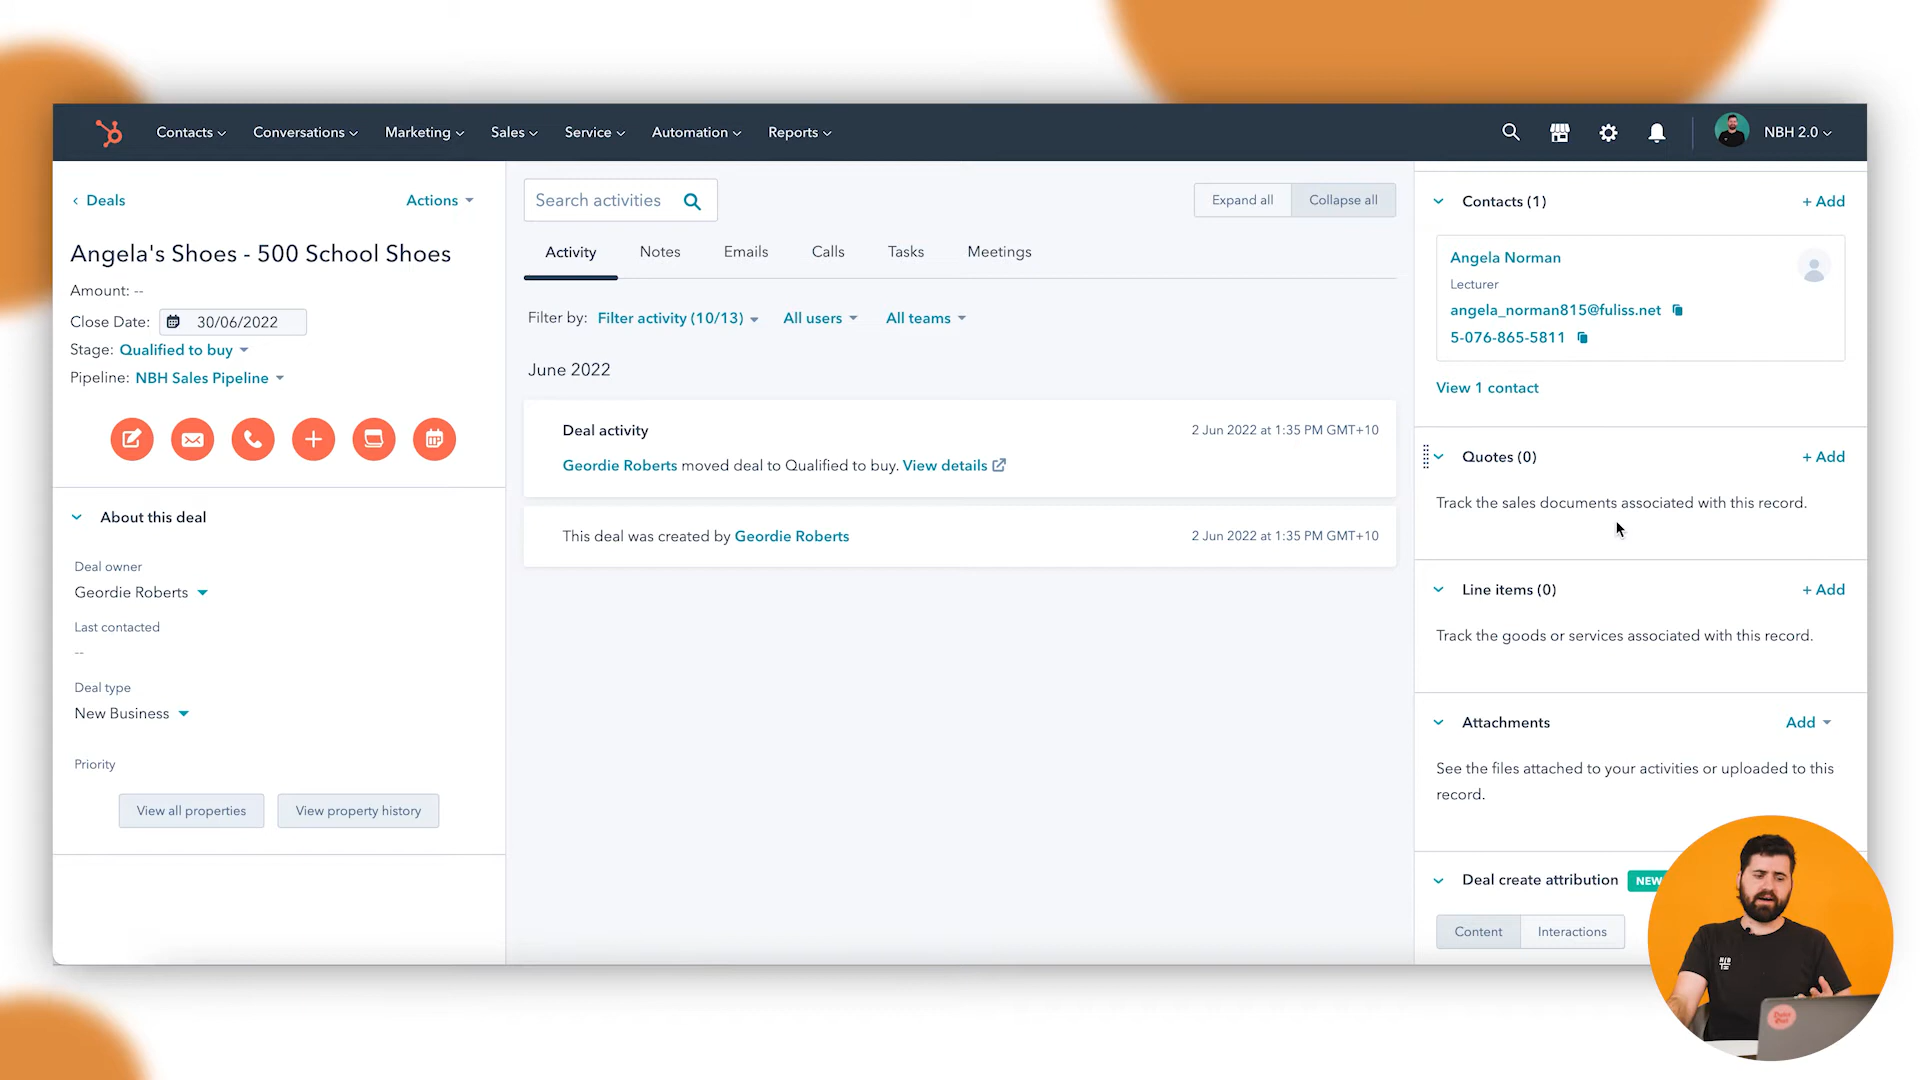 Contacts Conversations Marketing Sales Service Automation Reports NBH 2.0
Deals Actions
Angela's Shoes - 500 School Shoes
Amount: --
Close Date: 30/06/2022
Stage: Qualified to buy
Pipeline: NBH Sales Pipeline
About this deal
Deal owner
Geordie Roberts
Last contacted
--
Deal type
New Business
Priority
View all properties View property history
Search activities Expand all Collapse all
Activity Notes Emails Calls Tasks Meetings
Filter by: Filter activity (10/13) All users All teams
June 2022
Deal activity 2 Jun 2022 at 1:35 PM GMT+10
Geordie Roberts moved deal to Qualified to buy. View details
This deal was created by Geordie Roberts 2 Jun 2022 at 1:35 PM GMT+10
Contacts (1) + Add
Angela Norman
Lecturer
angela_norman815@fuliss.net
5-076-865-5811
View 1 contact
Quotes (0) + Add
Track the sales documents associated with this record.
Line items (0) + Add
Track the goods or services associated with this record.
Attachments Add
See the files attached to your activities or uploaded to this
record.
Deal create attribution NEW
Content Interactions